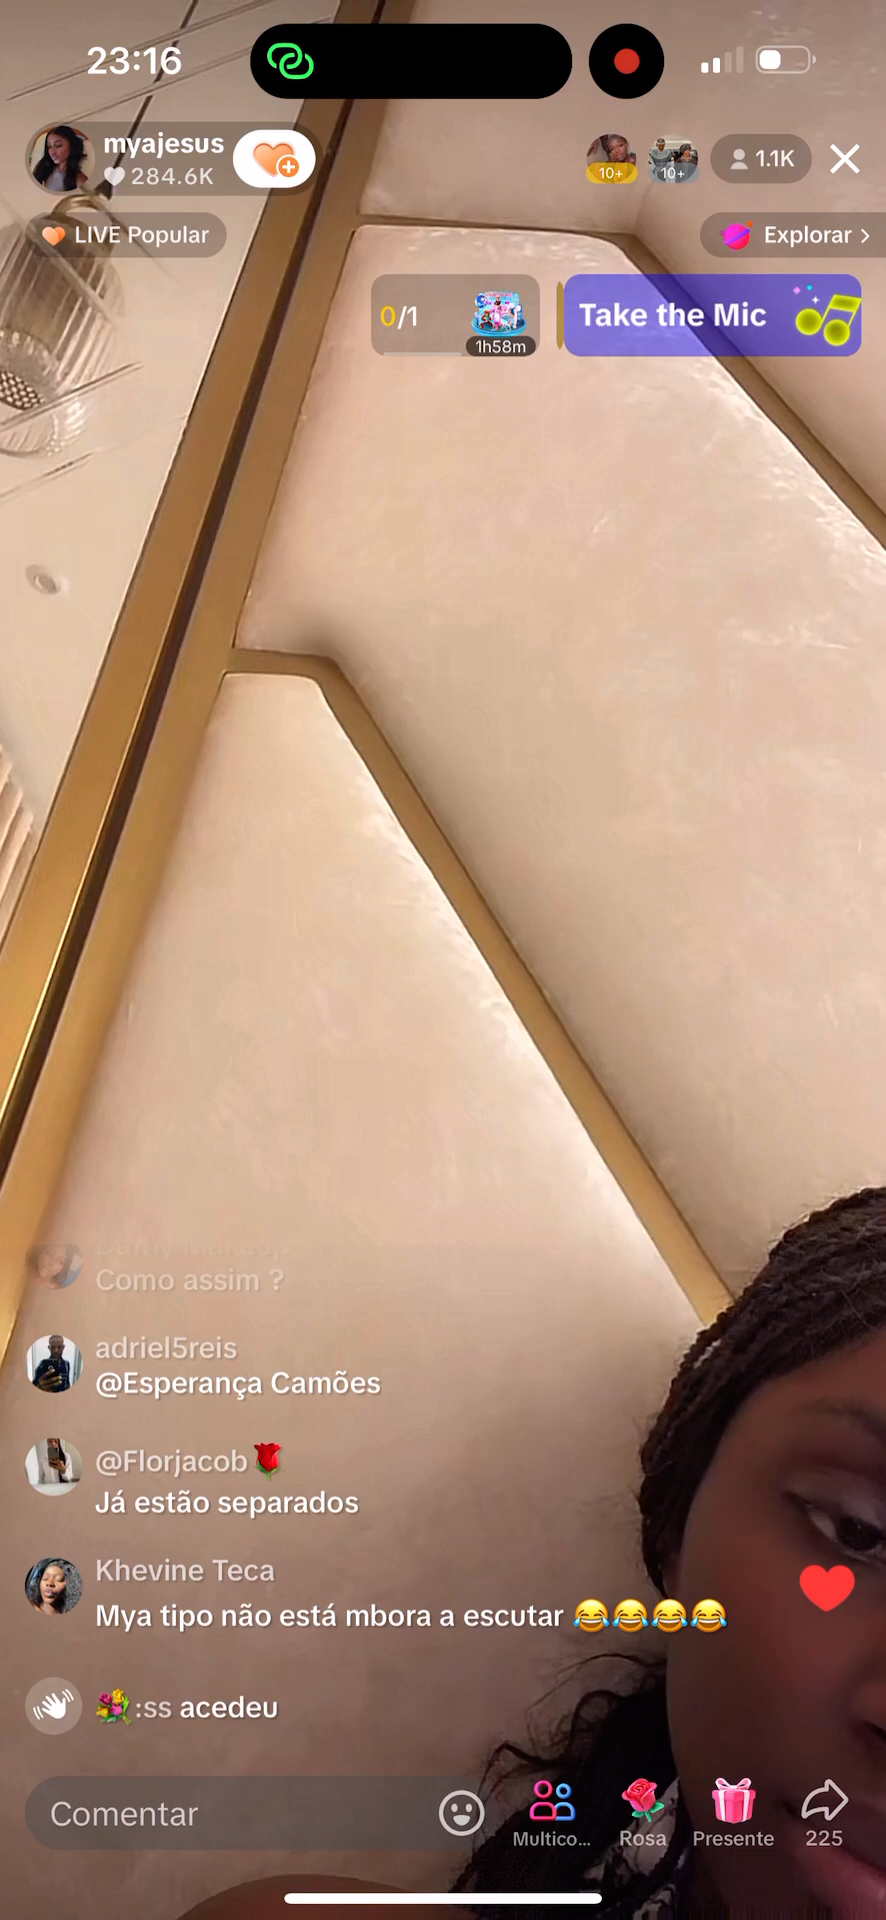 23:16
myajesus
284.6K
10+
10+
1.1K
LIVE Popular
Explorar >
0/1
1h58m
Take the Mic
Como assim ?
adriel5reis
@Esperança Camões
@Florjacob🌹
Já estão separados
Khevine Teca
Mya tipo não está mbora a escutar 😂😂😂😂
💐:ss acedeu
Comentar
Multico...
Rosa
Presente
225